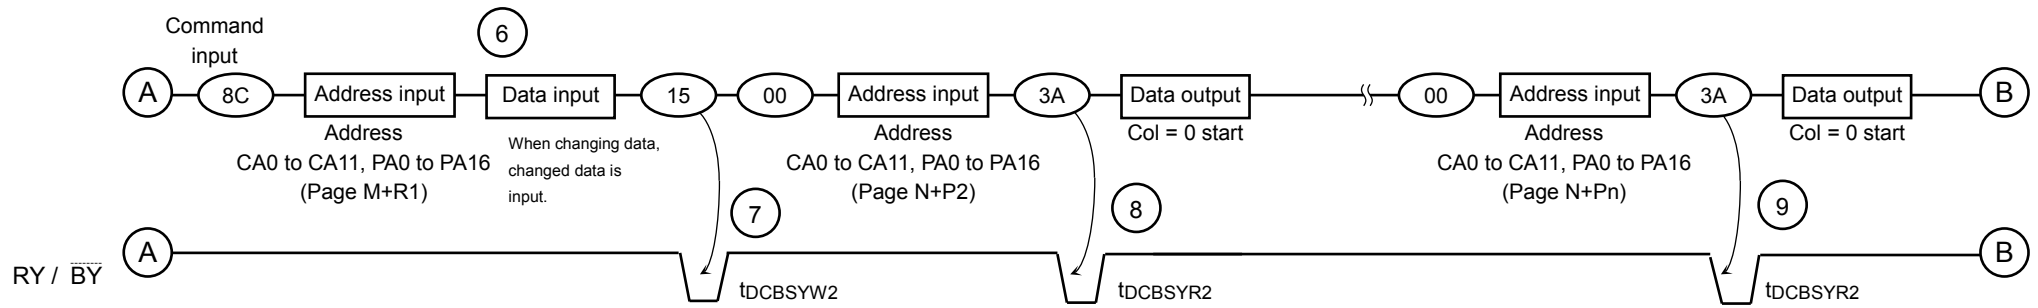 Command
input
6
A
8C
Address input
Data input
15
00
Address input
3A
Data output
00
Address input
3A
Data output
B
Address
CA0 to CA11, PA0 to PA16
(Page M+R1)
When changing data,
changed data is
input.
Address
CA0 to CA11, PA0 to PA16
(Page N+P2)
Col = 0 start
Address
CA0 to CA11, PA0 to PA16
(Page N+Pn)
Col = 0 start
7
8
9
A
B
RY / BY
tDCBSYW2
tDCBSYR2
tDCBSYR2